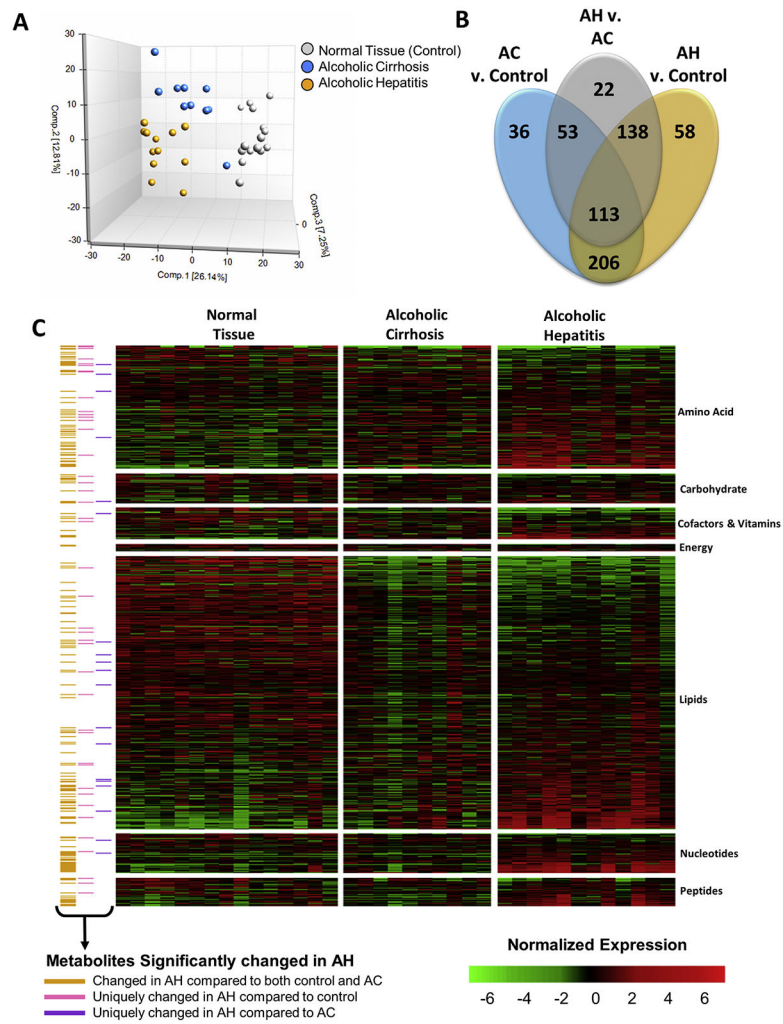 A
Normal Tissue (Control)
Alcoholic Cirrhosis
Alcoholic Hepatitis
30
20
10
0
-10
-20
-30
Comp.2 [12.81%]
-30
-20
-10
0
10
20
30
Comp.1 [26.14%]
0
Comp.3 [7.25%]
B
AH v.
AC
AC
v. Control
AH
v. Control
22
36
53
138
58
113
206
C
Normal
Tissue
Alcoholic
Cirrhosis
Alcoholic
Hepatitis
Amino Acid
Carbohydrate
Cofactors & Vitamins
Energy
Lipids
Nucleotides
Peptides
Metabolites Significantly changed in AH
Changed in AH compared to both control and AC
Uniquely changed in AH compared to control
Uniquely changed in AH compared to AC
Normalized Expression
-6 -4 -2 0 2 4 6